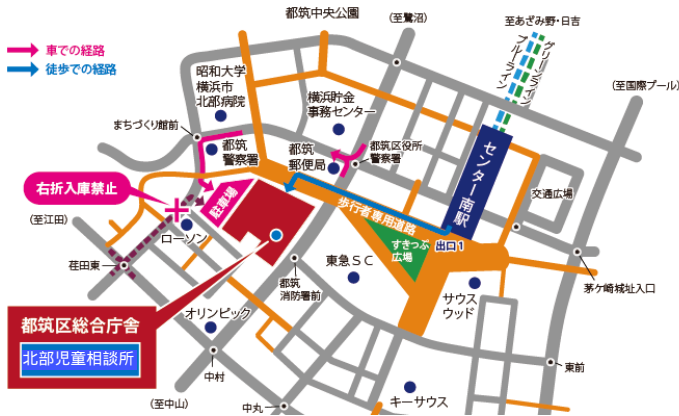 都筑中央公園
(至鷺沼)
至あざみ野・日吉
グリーンライン
ブルーライン
車での経路
徒歩での経路
昭和大学
横浜市
北部病院
横浜貯金
事務センター
(至国際プール)
まちづくり館前
都筑
警察署
都筑
郵便局
都筑区役所
警察署
センター南駅
交通広場
右折入庫禁止
駐車場
歩行者専用道路
(至江田)
ローソン
すきっぷ
広場
出口1
荏田東
都筑
消防署前
東急SC
サウス
ウッド
茅ケ崎城址入口
都筑区総合庁舎
北部児童相談所
オリンピック
中村
東前
(至中山)
中丸
キーサウス